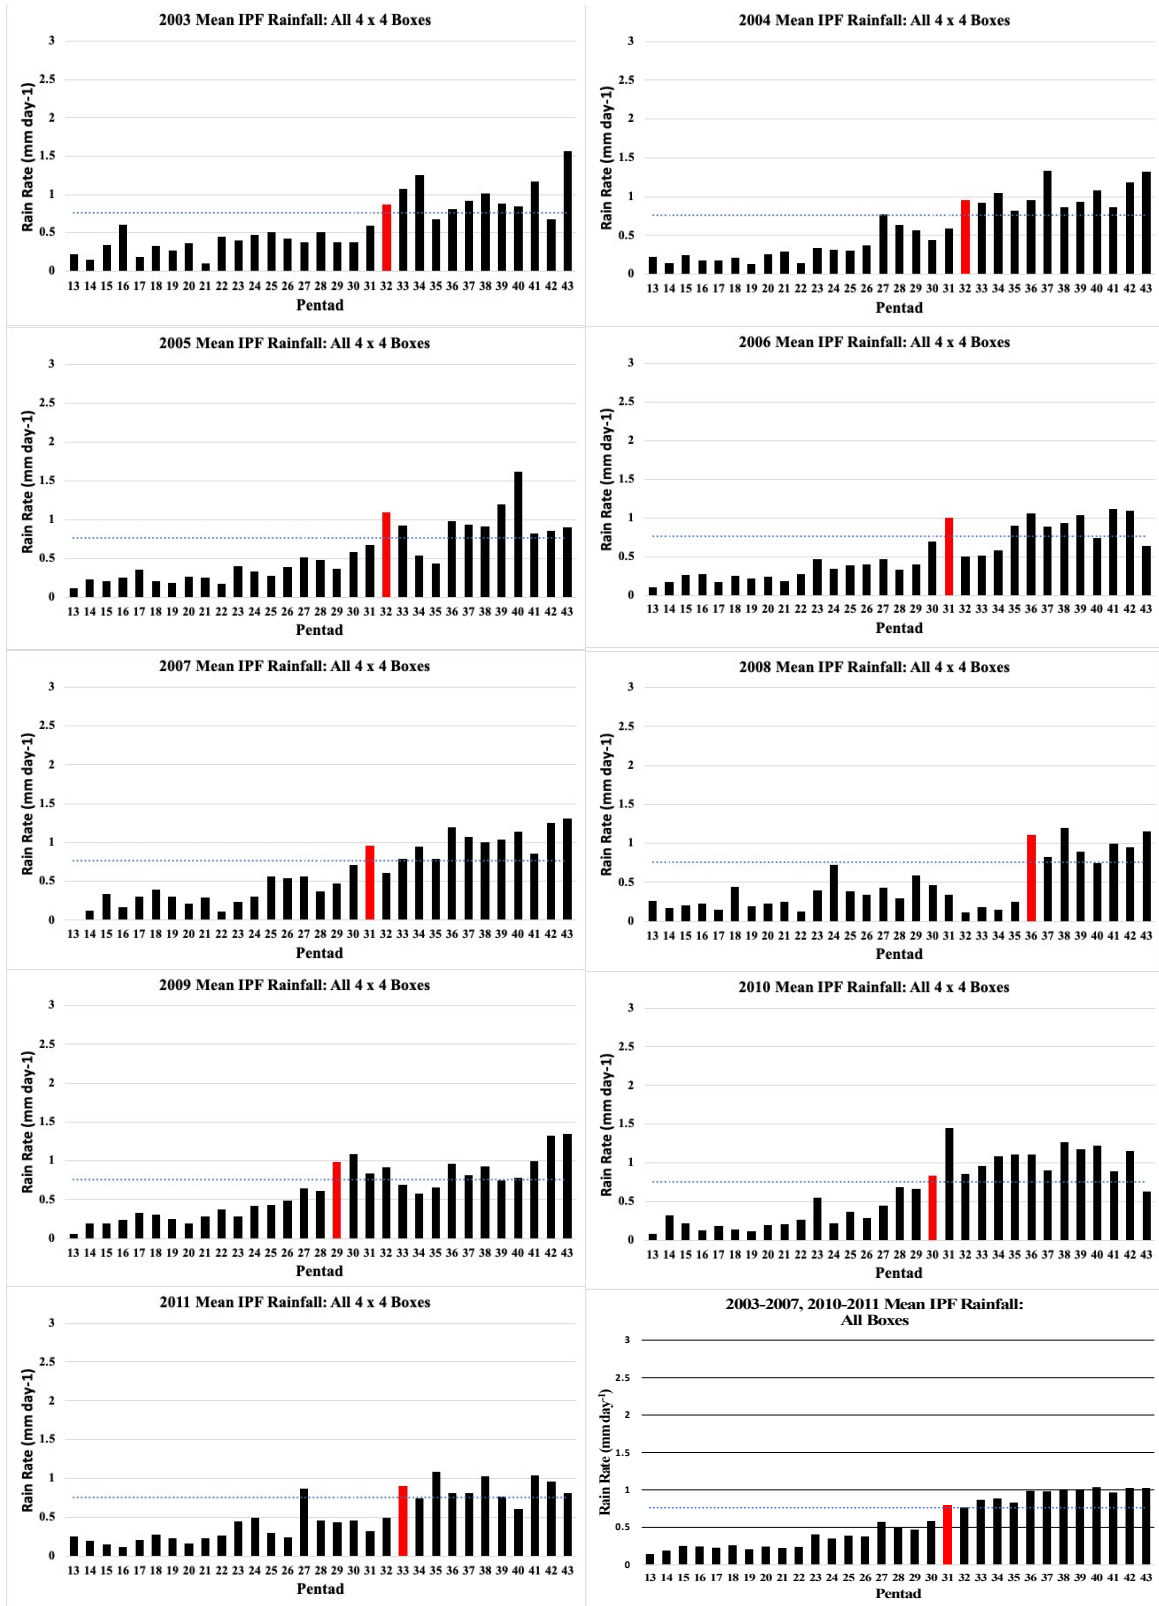 2003 Mean IPF Rainfall: All 4 x 4 Boxes
Rain Rate (mm day-1)
3
2.5
2
1.5
1
0.5
0
13 14 15 16 17 18 19 20 21 22 23 24 25 26 27 28 29 30 31 32 33 34 35 36 37 38 39 40 41 42 43
Pentad
2004 Mean IPF Rainfall: All 4 x 4 Boxes
Rain Rate (mm day-1)
3
2.5
2
1.5
1
0.5
0
13 14 15 16 17 18 19 20 21 22 23 24 25 26 27 28 29 30 31 32 33 34 35 36 37 38 39 40 41 42 43
Pentad
2005 Mean IPF Rainfall: All 4 x 4 Boxes
Rain Rate (mm day-1)
3
2.5
2
1.5
1
0.5
0
13 14 15 16 17 18 19 20 21 22 23 24 25 26 27 28 29 30 31 32 33 34 35 36 37 38 39 40 41 42 43
Pentad
2006 Mean IPF Rainfall: All 4 x 4 Boxes
Rain Rate (mm day-1)
3
2.5
2
1.5
1
0.5
0
13 14 15 16 17 18 19 20 21 22 23 24 25 26 27 28 29 30 31 32 33 34 35 36 37 38 39 40 41 42 43
Pentad
2007 Mean IPF Rainfall: All 4 x 4 Boxes
Rain Rate (mm day-1)
3
2.5
2
1.5
1
0.5
0
13 14 15 16 17 18 19 20 21 22 23 24 25 26 27 28 29 30 31 32 33 34 35 36 37 38 39 40 41 42 43
Pentad
2008 Mean IPF Rainfall: All 4 x 4 Boxes
Rain Rate (mm day-1)
3
2.5
2
1.5
1
0.5
0
13 14 15 16 17 18 19 20 21 22 23 24 25 26 27 28 29 30 31 32 33 34 35 36 37 38 39 40 41 42 43
Pentad
2009 Mean IPF Rainfall: All 4 x 4 Boxes
Rain Rate (mm day-1)
3
2.5
2
1.5
1
0.5
0
13 14 15 16 17 18 19 20 21 22 23 24 25 26 27 28 29 30 31 32 33 34 35 36 37 38 39 40 41 42 43
Pentad
2010 Mean IPF Rainfall: All 4 x 4 Boxes
Rain Rate (mm day-1)
3
2.5
2
1.5
1
0.5
0
13 14 15 16 17 18 19 20 21 22 23 24 25 26 27 28 29 30 31 32 33 34 35 36 37 38 39 40 41 42 43
Pentad
2011 Mean IPF Rainfall: All 4 x 4 Boxes
Rain Rate (mm day-1)
3
2.5
2
1.5
1
0.5
0
13 14 15 16 17 18 19 20 21 22 23 24 25 26 27 28 29 30 31 32 33 34 35 36 37 38 39 40 41 42 43
Pentad
2003-2007, 2010-2011 Mean IPF Rainfall:
All Boxes
Rain Rate (mm day⁻¹)
3
2.5
2
1.5
1
0.5
0
13 14 15 16 17 18 19 20 21 22 23 24 25 26 27 28 29 30 31 32 33 34 35 36 37 38 39 40 41 42 43
Pentad